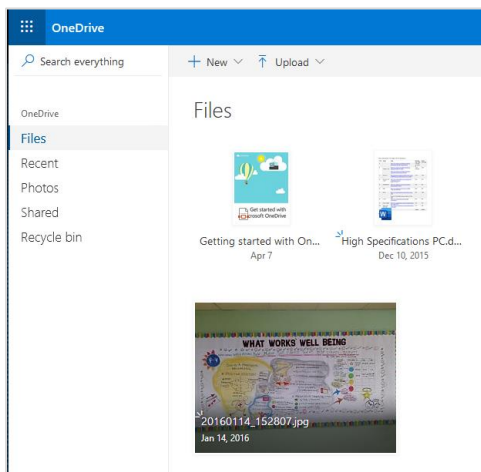 OneDrive
Search everything
New
Upload
OneDrive
Files
Recent
Photos
Shared
Recycle bin
Files
Get started with
Microsoft OneDrive
Getting started with On...
Apr 7
High Specifications PC.d...
Dec 10, 2015
WHAT WORKS WELL BEING
20160114_152807.jpg
Jan 14, 2016